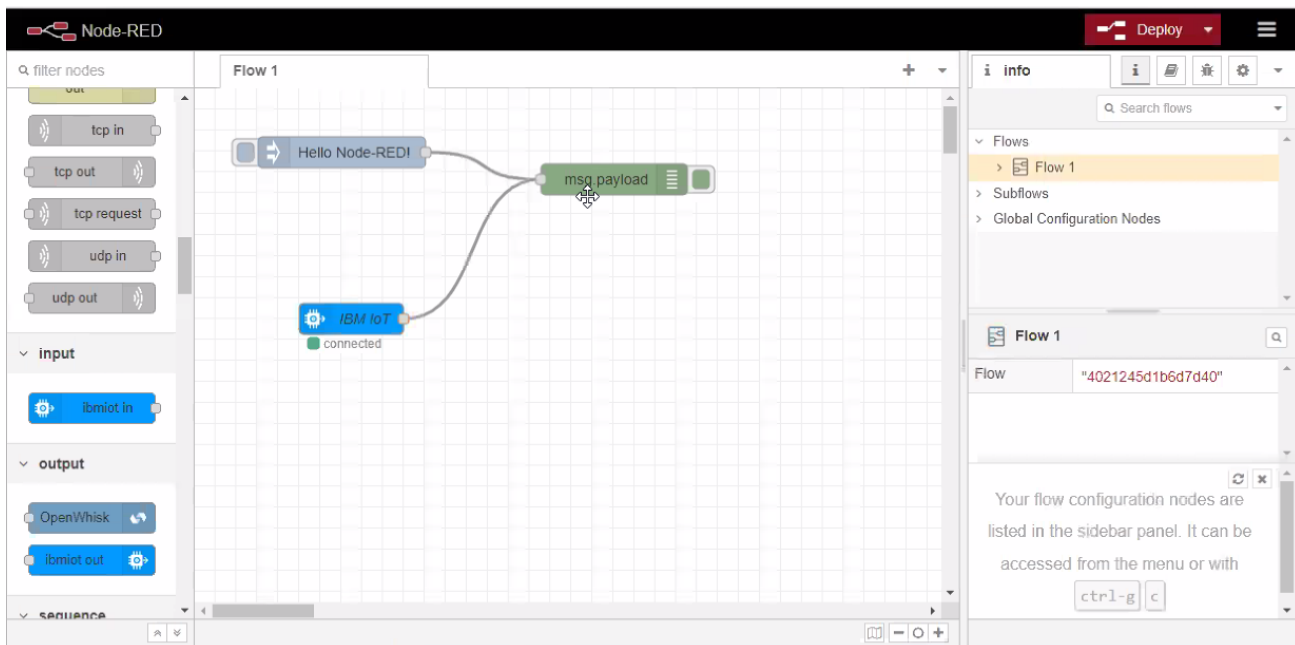 Node-RED
Deploy
filter nodes
Flow 1
info
Search flows
out
tcp in
tcp out
tcp request
udp in
udp out
input
ibmiot in
output
OpenWhisk
ibmiot out
sequence
Hello Node-RED!
msg.payload
IBM IoT
connected
Flows
Flow 1
Subflows
Global Configuration Nodes
Flow 1
Flow "4021245d1b6d7d40"
Your flow configuration nodes are
listed in the sidebar panel. It can be
accessed from the menu or with
ctrl-g c